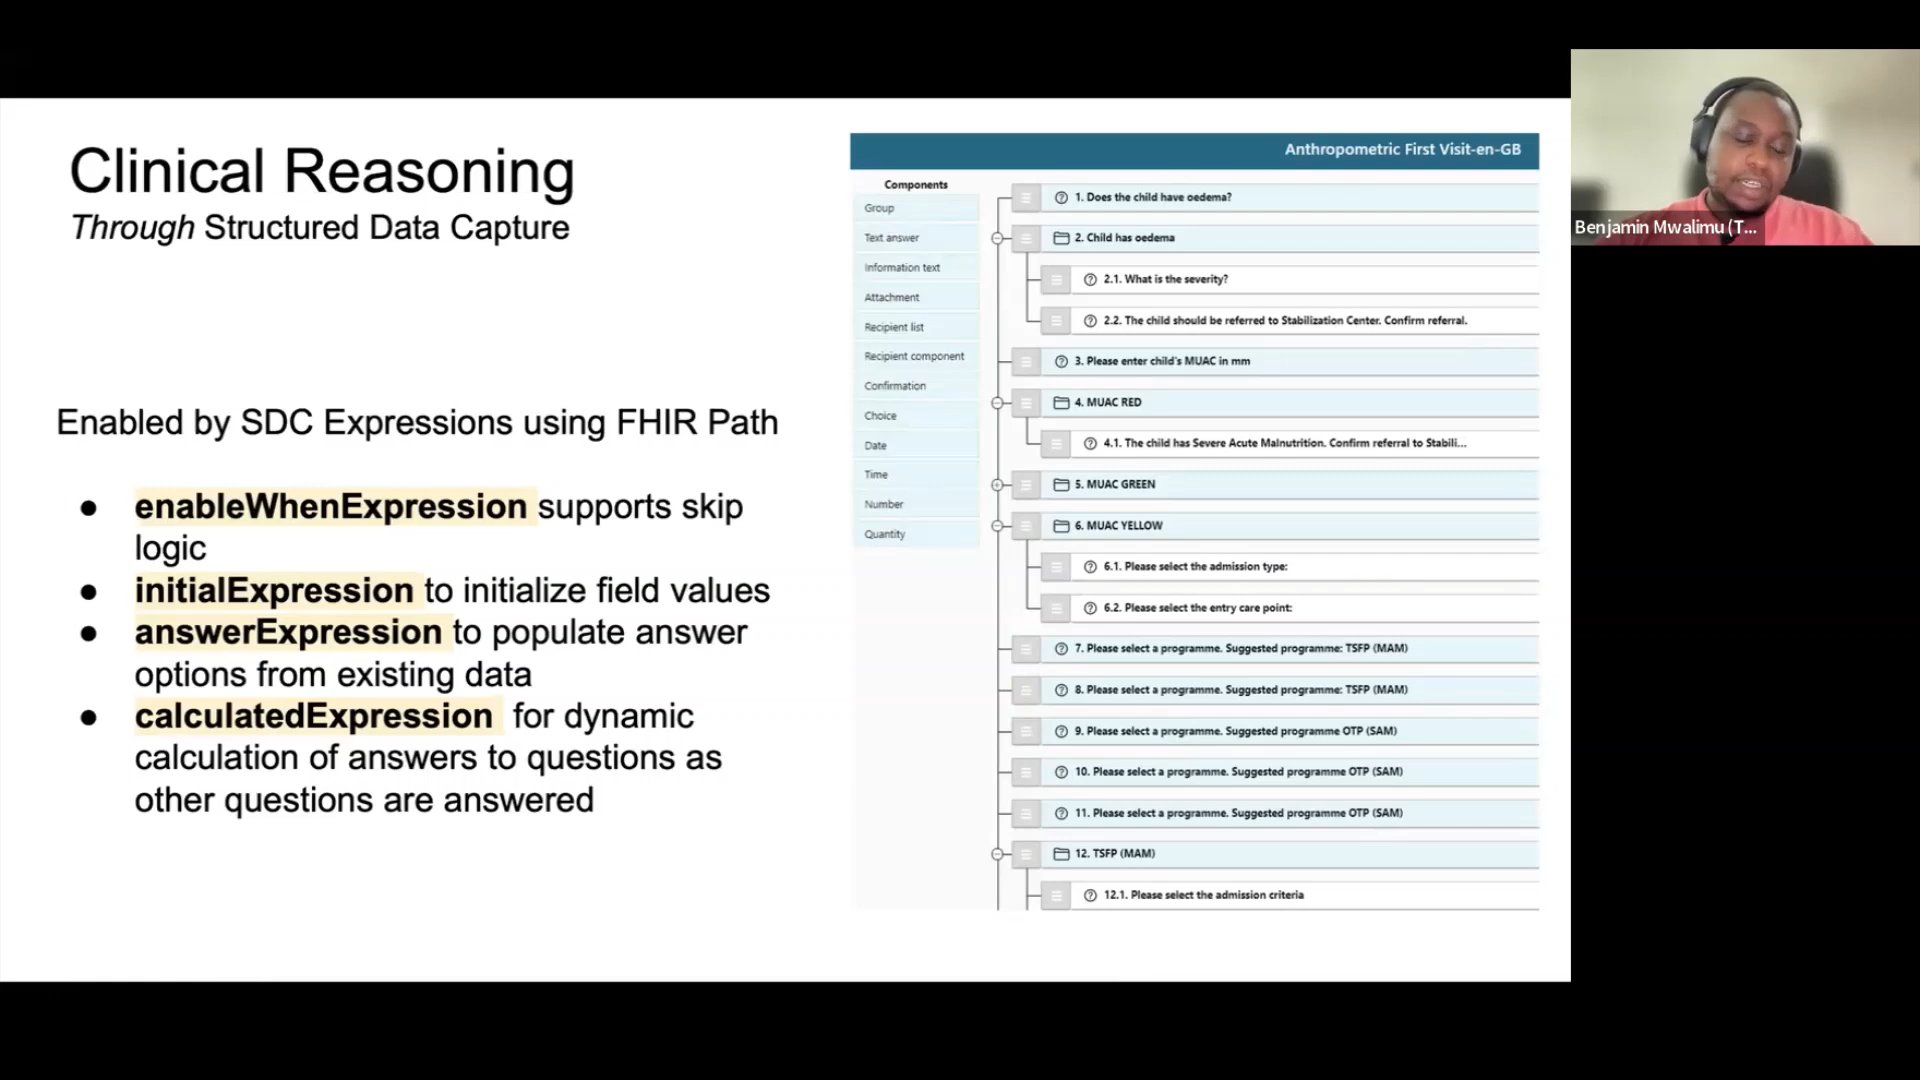 Clinical Reasoning
Through Structured Data Capture
Enabled by SDC Expressions using FHIR Path
● enableWhenExpression supports skip
logic
● initialExpression to initialize field values
● answerExpression to populate answer
options from existing data
● calculatedExpression for dynamic
calculation of answers to questions as
other questions are answered
Anthropometric First Visit-en-GB
Components
Group
Text answer
Information text
Attachment
Recipient list
Recipient component
Confirmation
Choice
Date
Time
Number
Quantity
1. Does the child have oedema?
2. Child has oedema
2.1. What is the severity?
2.2. The child should be referred to Stabilization Center. Confirm referral.
3. Please enter child's MUAC in mm
4. MUAC RED
4.1. The child has Severe Acute Malnutrition. Confirm referral to Stabili...
5. MUAC GREEN
6. MUAC YELLOW
6.1. Please select the admission type:
6.2. Please select the entry care point:
7. Please select a programme. Suggested programme: TSFP (MAM)
8. Please select a programme. Suggested programme: TSFP (MAM)
9. Please select a programme. Suggested programme OTP (SAM)
10. Please select a programme. Suggested programme OTP (SAM)
11. Please select a programme. Suggested programme OTP (SAM)
12. TSFP (MAM)
12.1. Please select the admission criteria
Benjamin Mwalimu (T...